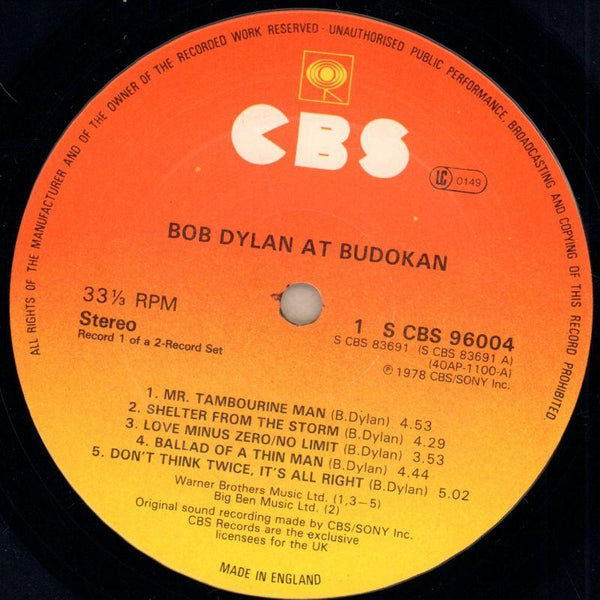 ALL RIGHTS OF THE MANUFACTURER AND OF THE OWNER OF THE RECORDED WORK RESERVED · UNAUTHORISED PUBLIC PERFORMANCE, BROADCASTING AND COPYING OF THIS RECORD PROHIBITED
CBS
LC 0149
BOB DYLAN AT BUDOKAN
33⅓ RPM
Stereo
Record 1 of a 2-Record Set
1 S CBS 96004
S CBS 83691 (S CBS 83691 A)
(40AP-1100-A)
℗ 1978 CBS/SONY Inc.
1. MR. TAMBOURINE MAN (B.Dylan) 4.53
2. SHELTER FROM THE STORM (B.Dylan) 4.29
3. LOVE MINUS ZERO/NO LIMIT (B.Dylan) 3.53
4. BALLAD OF A THIN MAN (B.Dylan) 4.44
5. DON'T THINK TWICE, IT'S ALL RIGHT (B.Dylan) 5.02
Warner Brothers Music Ltd. (1,3–5)
Big Ben Music Ltd. (2)
Original sound recording made by CBS/SONY Inc.
CBS Records are the exclusive
licensees for the UK
MADE IN ENGLAND